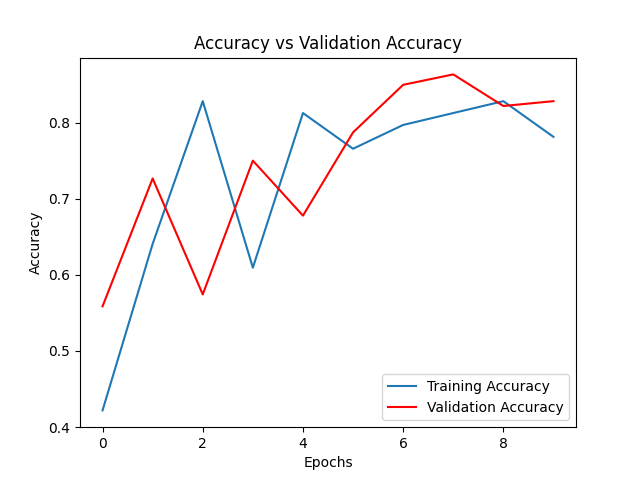 Accuracy vs Validation Accuracy
Accuracy
0.8
0.7
0.6
0.5
0.4
0 2 4 6 8
Epochs
Training Accuracy
Validation Accuracy